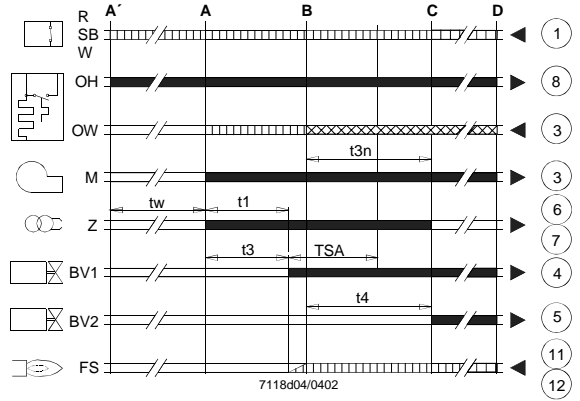 A´ A B C D
R
SB 1
W
OH 8
OW 3
t3n
M 3
tw t1 6
Z 7
t3 TSA
BV1 4
t4
BV2 5
11
FS
12
7118d04/0402